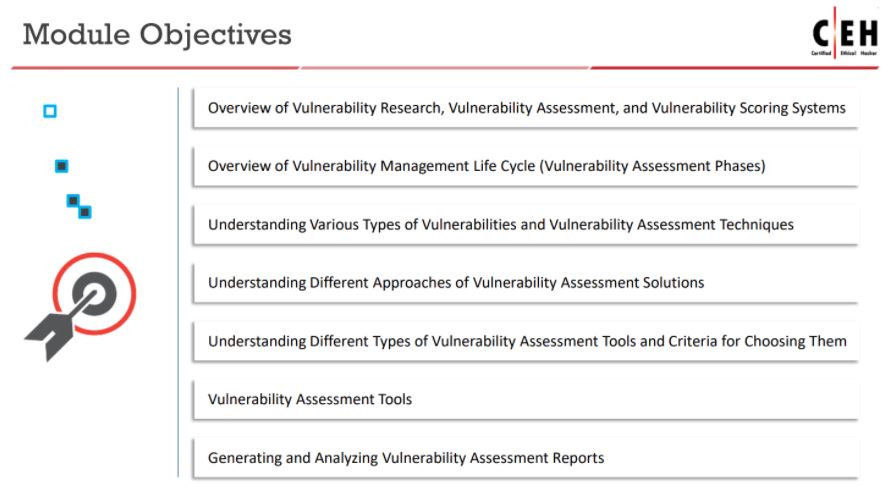 Module Objectives
C|EH
Certified Ethical Hacker
Overview of Vulnerability Research, Vulnerability Assessment, and Vulnerability Scoring Systems
Overview of Vulnerability Management Life Cycle (Vulnerability Assessment Phases)
Understanding Various Types of Vulnerabilities and Vulnerability Assessment Techniques
Understanding Different Approaches of Vulnerability Assessment Solutions
Understanding Different Types of Vulnerability Assessment Tools and Criteria for Choosing Them
Vulnerability Assessment Tools
Generating and Analyzing Vulnerability Assessment Reports